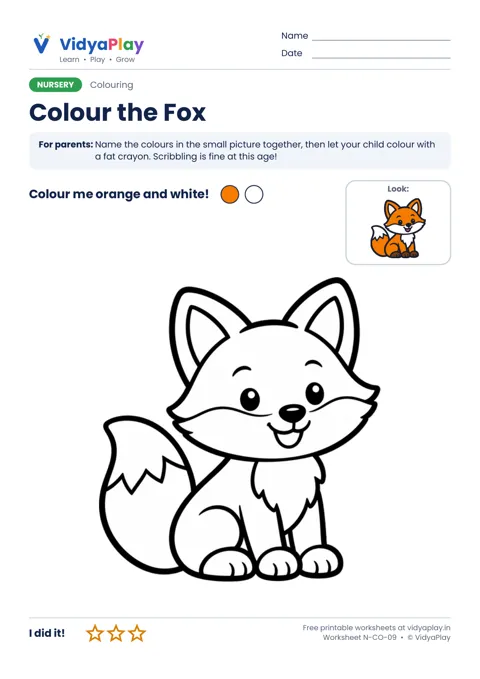 VidyaPlay
Learn • Play • Grow
Name
Date
NURSERY Colouring
Colour the Fox
For parents: Name the colours in the small picture together, then let your child colour with
a fat crayon. Scribbling is fine at this age!
Colour me orange and white!
Look:
I did it!
Free printable worksheets at vidyaplay.in
Worksheet N-CO-09 • © VidyaPlay